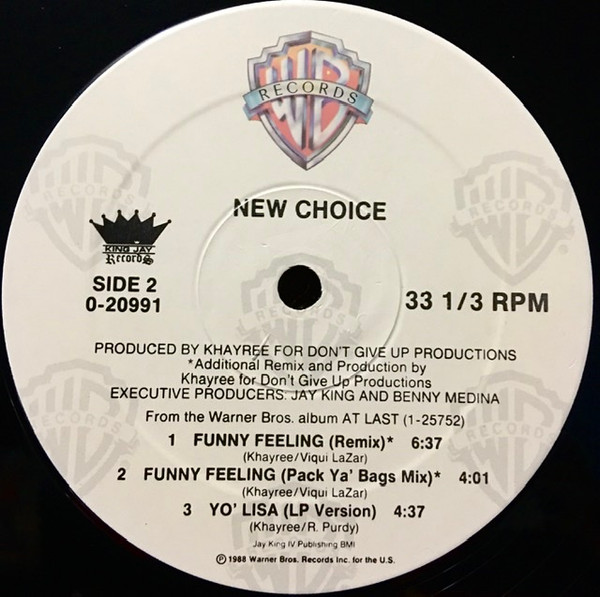 RECORDS
NEW CHOICE
KING JAY
Records
SIDE 2
0-20991
33 1/3 RPM
PRODUCED BY KHAYREE FOR DON'T GIVE UP PRODUCTIONS
*Additional Remix and Production by
Khayree for Don't Give Up Productions
EXECUTIVE PRODUCERS: JAY KING AND BENNY MEDINA
From the Warner Bros. album AT LAST (1-25752)
1 FUNNY FEELING (Remix)* 6:37
(Khayree/Viqui LaZar)
2 FUNNY FEELING (Pack Ya' Bags Mix)* 4:01
(Khayree/Viqui LaZar)
3 YO' LISA (LP Version) 4:37
(Khayree/R. Purdy)
Jay King IV Publishing BMI
℗ 1988 Warner Bros. Records Inc. for the U.S.